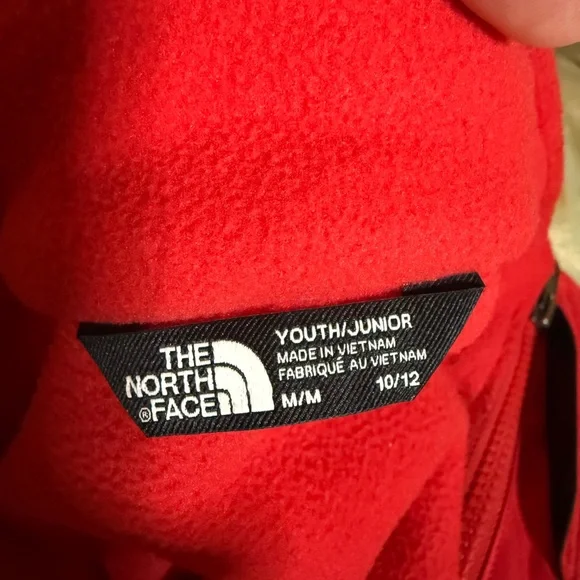 THE
NORTH
®FACE
YOUTH/JUNIOR
MADE IN VIETNAM
FABRIQUÉ AU VIETNAM
M/M 10/12